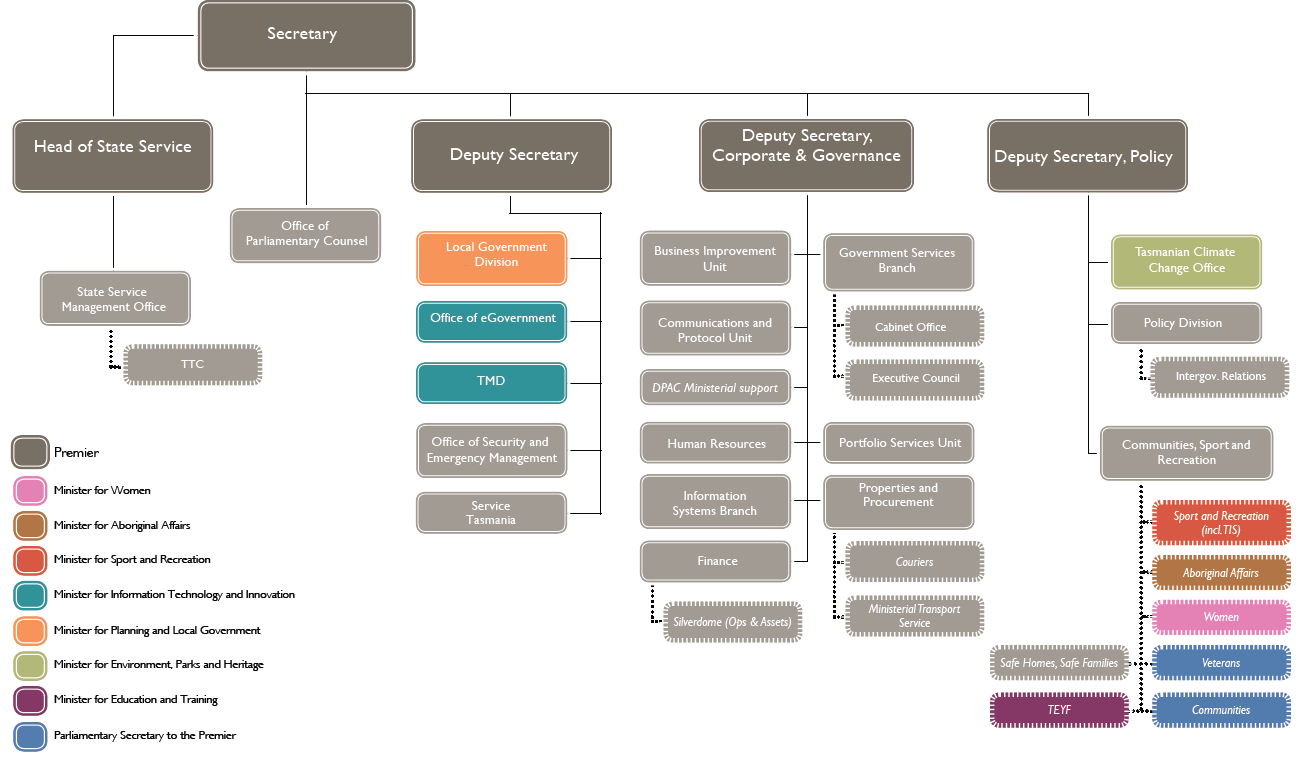 Secretary
Head of State Service
Deputy Secretary
Deputy Secretary,
Corporate & Governance
Deputy Secretary, Policy
Office of
Parliamentary Counsel
State Service
Management Office
TTC
Local Government
Division
Office of eGovernment
TMD
Office of Security and
Emergency Management
Service
Tasmania
Business Improvement
Unit
Communications and
Protocol Unit
DPAC Ministerial support
Human Resources
Information
Systems Branch
Finance
Silverdome (Ops & Assets)
Government Services
Branch
Cabinet Office
Executive Council
Portfolio Services Unit
Properties and
Procurement
Couriers
Ministerial Transport
Service
Tasmanian Climate
Change Office
Policy Division
Intergov. Relations
Communities, Sport and
Recreation
Sport and Recreation
(incl.TIS)
Aboriginal Affairs
Women
Safe Homes, Safe Families
Veterans
TEYF
Communities
Premier
Minister for Women
Minister for Aboriginal Affairs
Minister for Sport and Recreation
Minister for Information Technology and Innovation
Minister for Planning and Local Government
Minister for Environment, Parks and Heritage
Minister for Education and Training
Parliamentary Secretary to the Premier